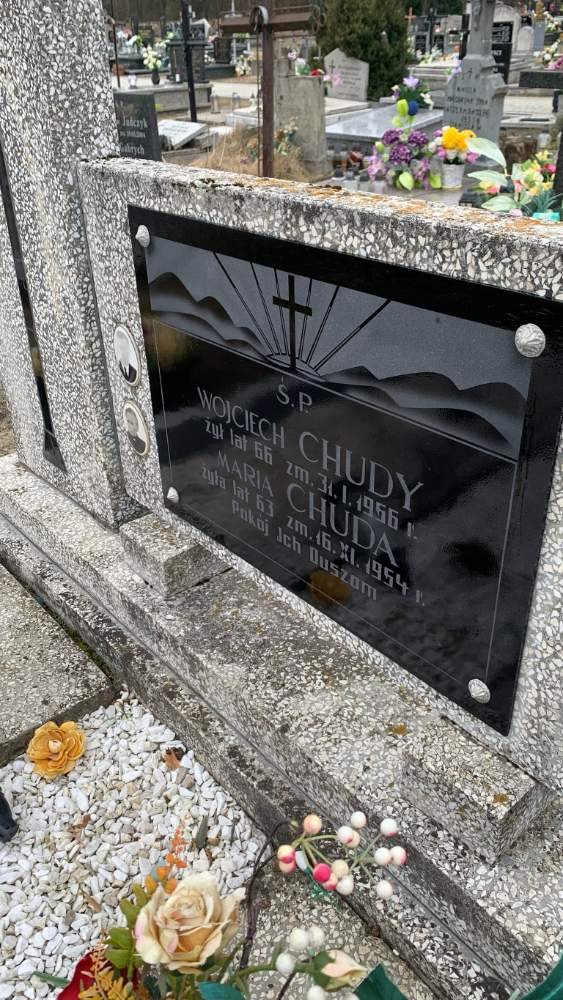 Ś.P.
WOJCIECH CHUDY
żył lat 66 zm. 31.I.1956 r.
MARIA CHUDA
żyła lat 63 zm. 16.XI.1954 r.
Pokój Ich Duszom